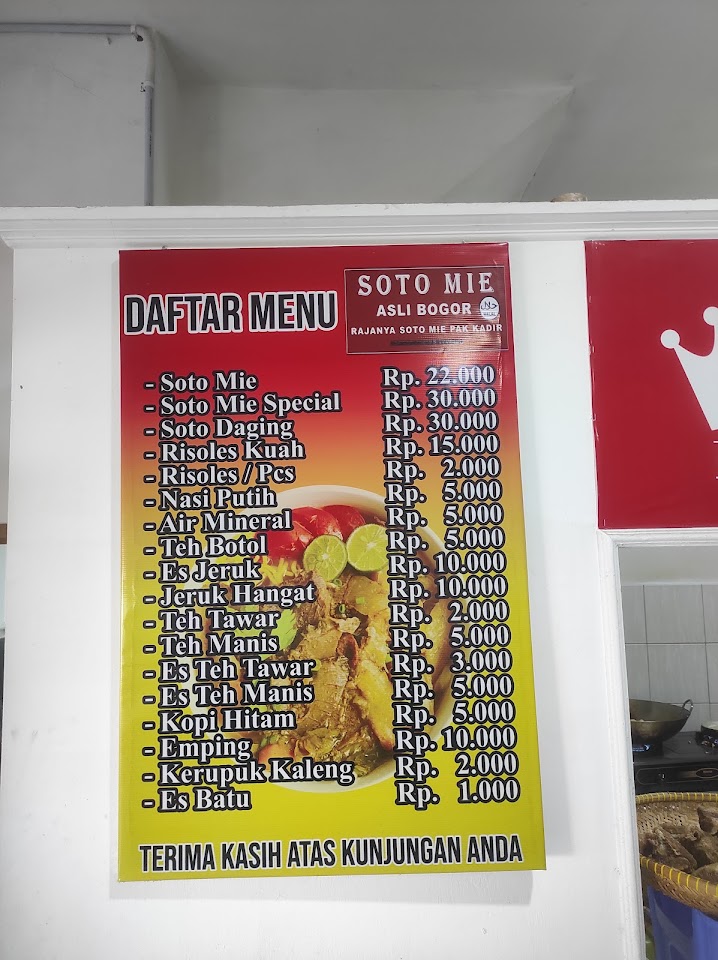 DAFTAR MENU
SOTO MIE
ASLI BOGOR
HALAL
RAJANYA SOTO MIE PAK KADIR
- Soto Mie Rp. 22.000
- Soto Mie Special Rp. 30.000
- Soto Daging Rp. 30.000
- Risoles Kuah Rp. 15.000
- Risoles / Pcs Rp. 2.000
- Nasi Putih Rp. 5.000
- Air Mineral Rp. 5.000
- Teh Botol Rp. 5.000
- Es Jeruk Rp. 10.000
- Jeruk Hangat Rp. 10.000
- Teh Tawar Rp. 2.000
- Teh Manis Rp. 5.000
- Es Teh Tawar Rp. 3.000
- Es Teh Manis Rp. 5.000
- Kopi Hitam Rp. 5.000
- Emping Rp. 10.000
- Kerupuk Kaleng Rp. 2.000
- Es Batu Rp. 1.000
TERIMA KASIH ATAS KUNJUNGAN ANDA